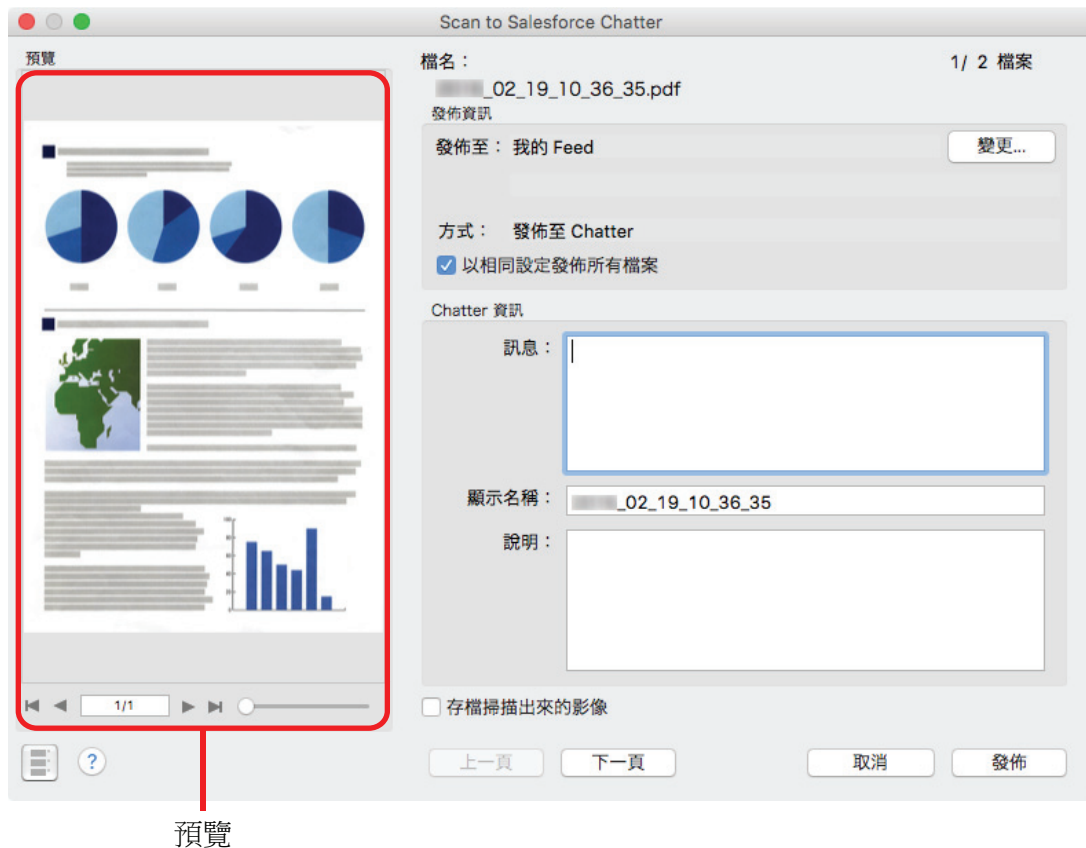 Scan to Salesforce Chatter
預覽
檔名：
1/ 2 檔案
_02_19_10_36_35.pdf
發佈資訊
發佈至：我的 Feed
變更...
方式： 發佈至 Chatter
以相同設定發佈所有檔案
Chatter 資訊
訊息：
顯示名稱：
_02_19_10_36_35
說明：
1/1
存檔掃描出來的影像
?
上一頁
下一頁
取消
發佈
預覽